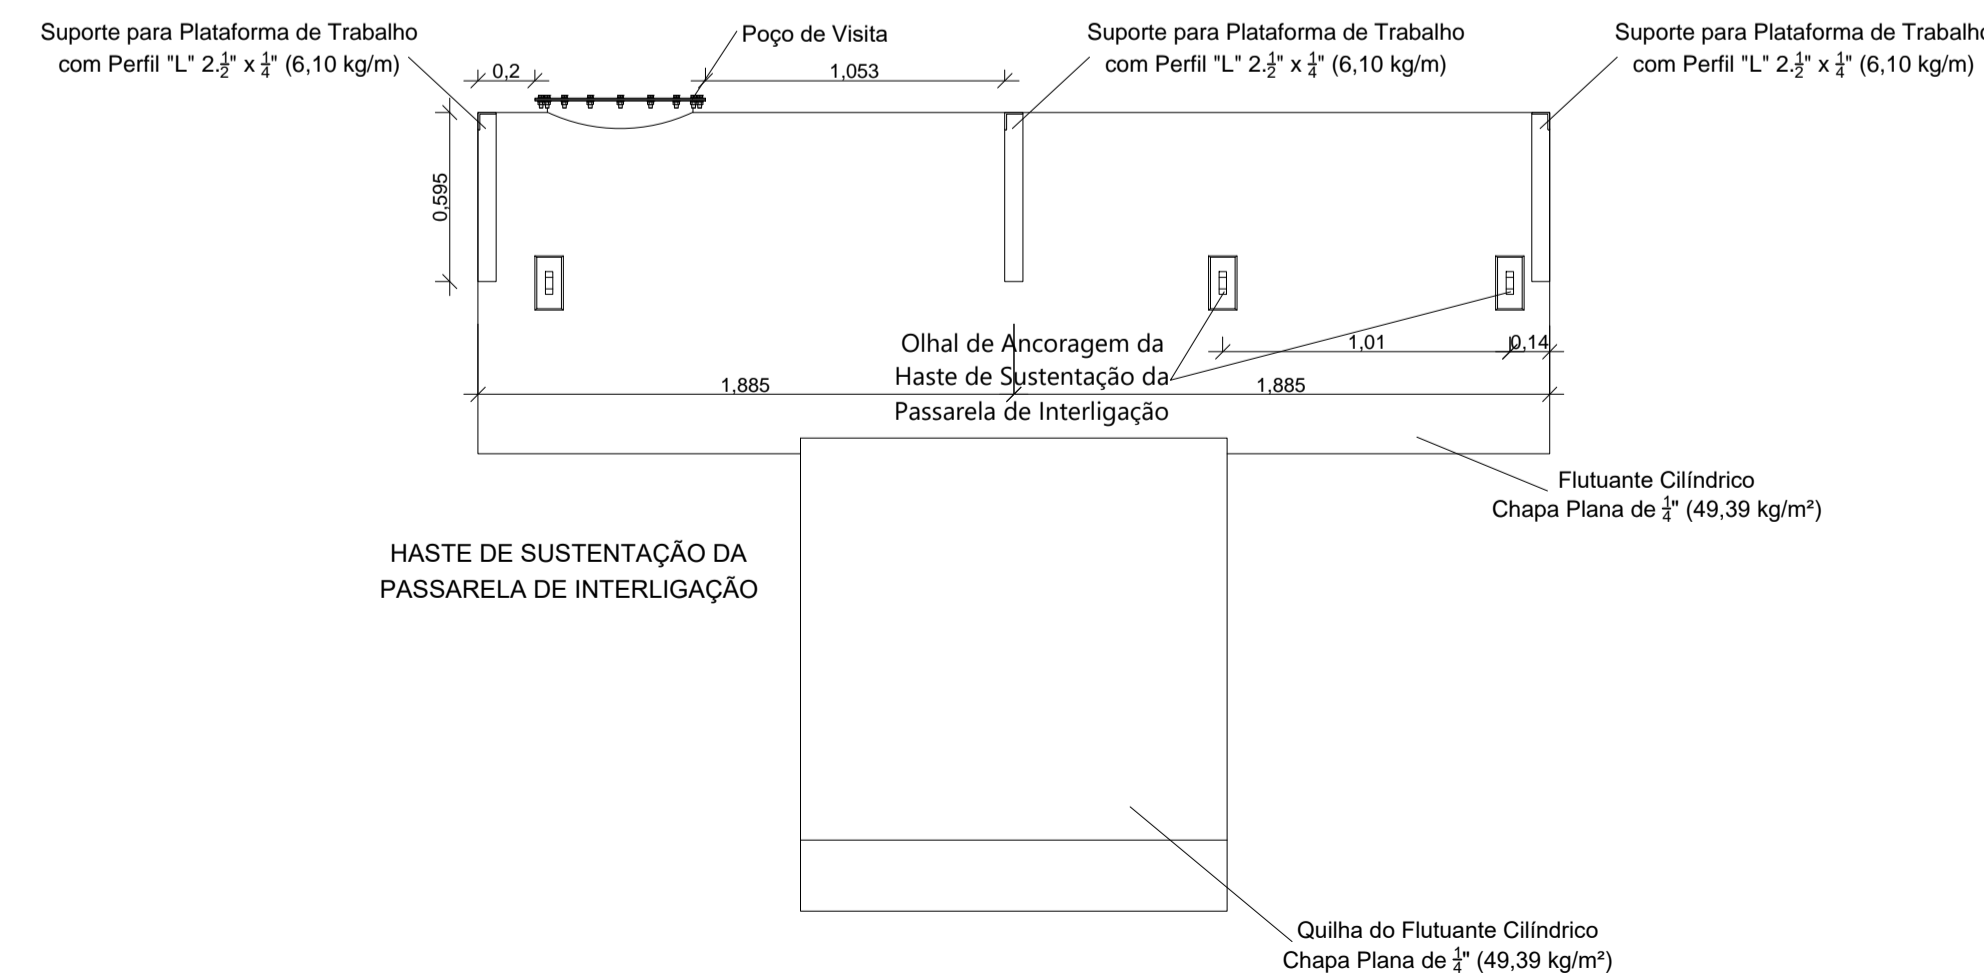 Suporte para Plataforma de Trabalho
com Perfil "L" 2.½" x ¼" (6,10 kg/m)
Poço de Visita
Suporte para Plataforma de Trabalho
com Perfil "L" 2.½" x ¼" (6,10 kg/m)
Suporte para Plataforma de Trabalho
com Perfil "L" 2.½" x ¼" (6,10 kg/m)
0,2
1,053
0,595
Olhal de Ancoragem da
Haste de Sustentação da
Passarela de Interligação
1,01
0,14
1,885
1,885
Flutuante Cilíndrico
Chapa Plana de ¼" (49,39 kg/m²)
HASTE DE SUSTENTAÇÃO DA
PASSARELA DE INTERLIGAÇÃO
Quilha do Flutuante Cilíndrico
Chapa Plana de ¼" (49,39 kg/m²)